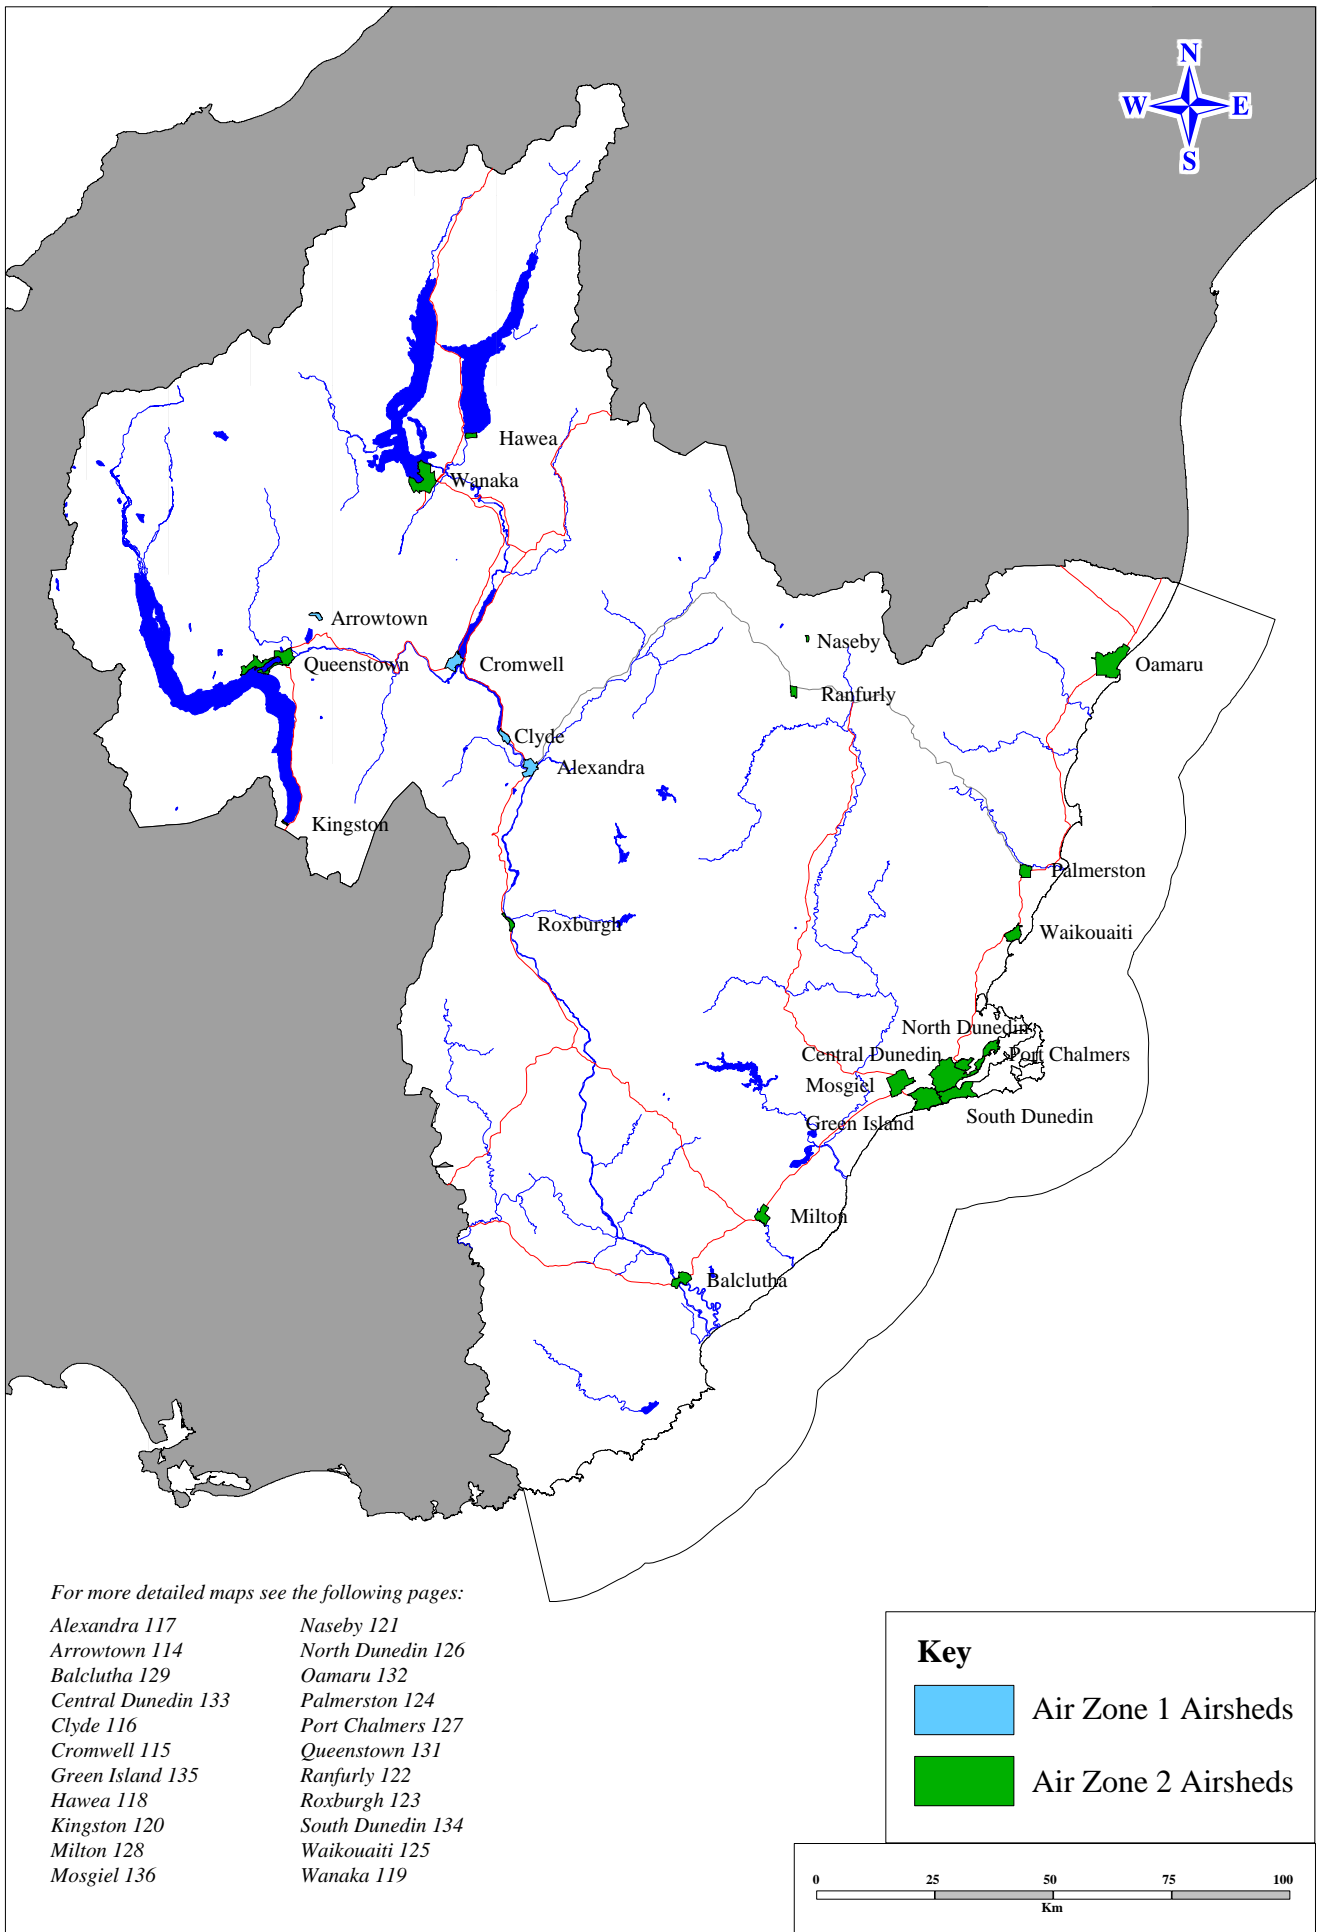 N
W E
S
Hawea
Wanaka
Arrowtown
Naseby
Queenstown
Cromwell
Oamaru
Ranfurly
Clyde
Alexandra
Kingston
Palmerston
Roxburgh
Waikouaiti
North Dunedin
Central Dunedin
Port Chalmers
Mosgiel
Green Island
South Dunedin
Milton
Balclutha
For more detailed maps see the following pages:
Alexandra 117
Arrowtown 114
Balclutha 129
Central Dunedin 133
Clyde 116
Cromwell 115
Green Island 135
Hawea 118
Kingston 120
Milton 128
Mosgiel 136
Naseby 121
North Dunedin 126
Oamaru 132
Palmerston 124
Port Chalmers 127
Queenstown 131
Ranfurly 122
Roxburgh 123
South Dunedin 134
Waikouaiti 125
Wanaka 119
Key
Air Zone 1 Airsheds
Air Zone 2 Airsheds
0 25 50 75 100
Km